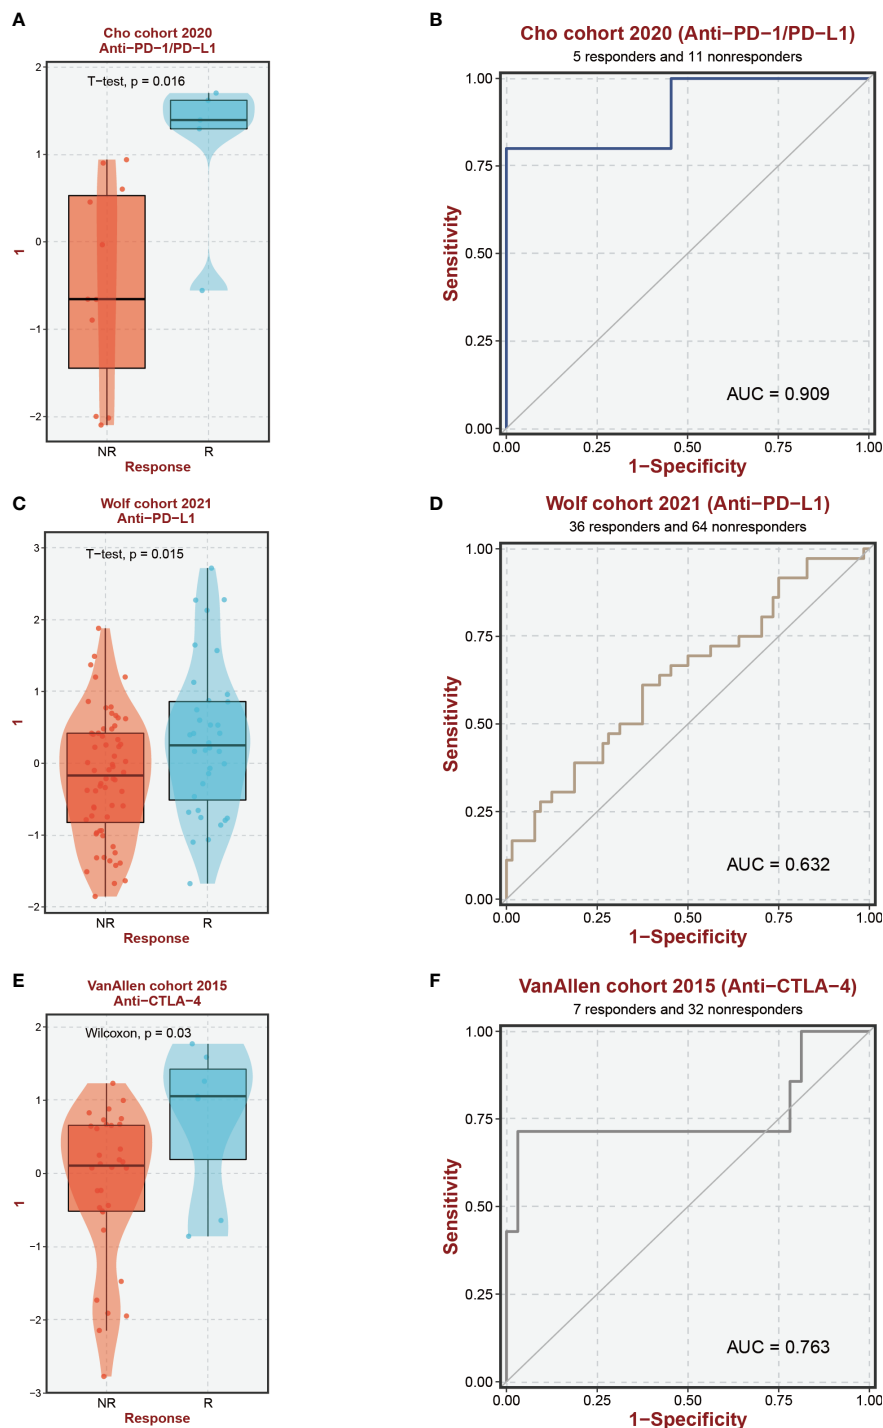 A
Cho cohort 2020
Anti−PD−1/PD−L1
T−test, p = 0.016
2
1
0
−1
−2
1
NR
R
Response
B
Cho cohort 2020 (Anti−PD−1/PD−L1)
5 responders and 11 nonresponders
1.00
0.75
0.50
0.25
0.00
Sensitivity
AUC = 0.909
0.00
0.25
0.50
0.75
1.00
1−Specificity
C
Wolf cohort 2021
Anti−PD−L1
T−test, p = 0.015
3
2
1
0
−1
−2
1
NR
R
Response
D
Wolf cohort 2021 (Anti−PD−L1)
36 responders and 64 nonresponders
1.00
0.75
0.50
0.25
0.00
Sensitivity
AUC = 0.632
0.00
0.25
0.50
0.75
1.00
1−Specificity
E
VanAllen cohort 2015
Anti−CTLA−4
Wilcoxon, p = 0.03
2
1
0
−1
−2
−3
1
NR
R
Response
F
VanAllen cohort 2015 (Anti−CTLA−4)
7 responders and 32 nonresponders
1.00
0.75
0.50
0.25
0.00
Sensitivity
AUC = 0.763
0.00
0.25
0.50
0.75
1.00
1−Specificity